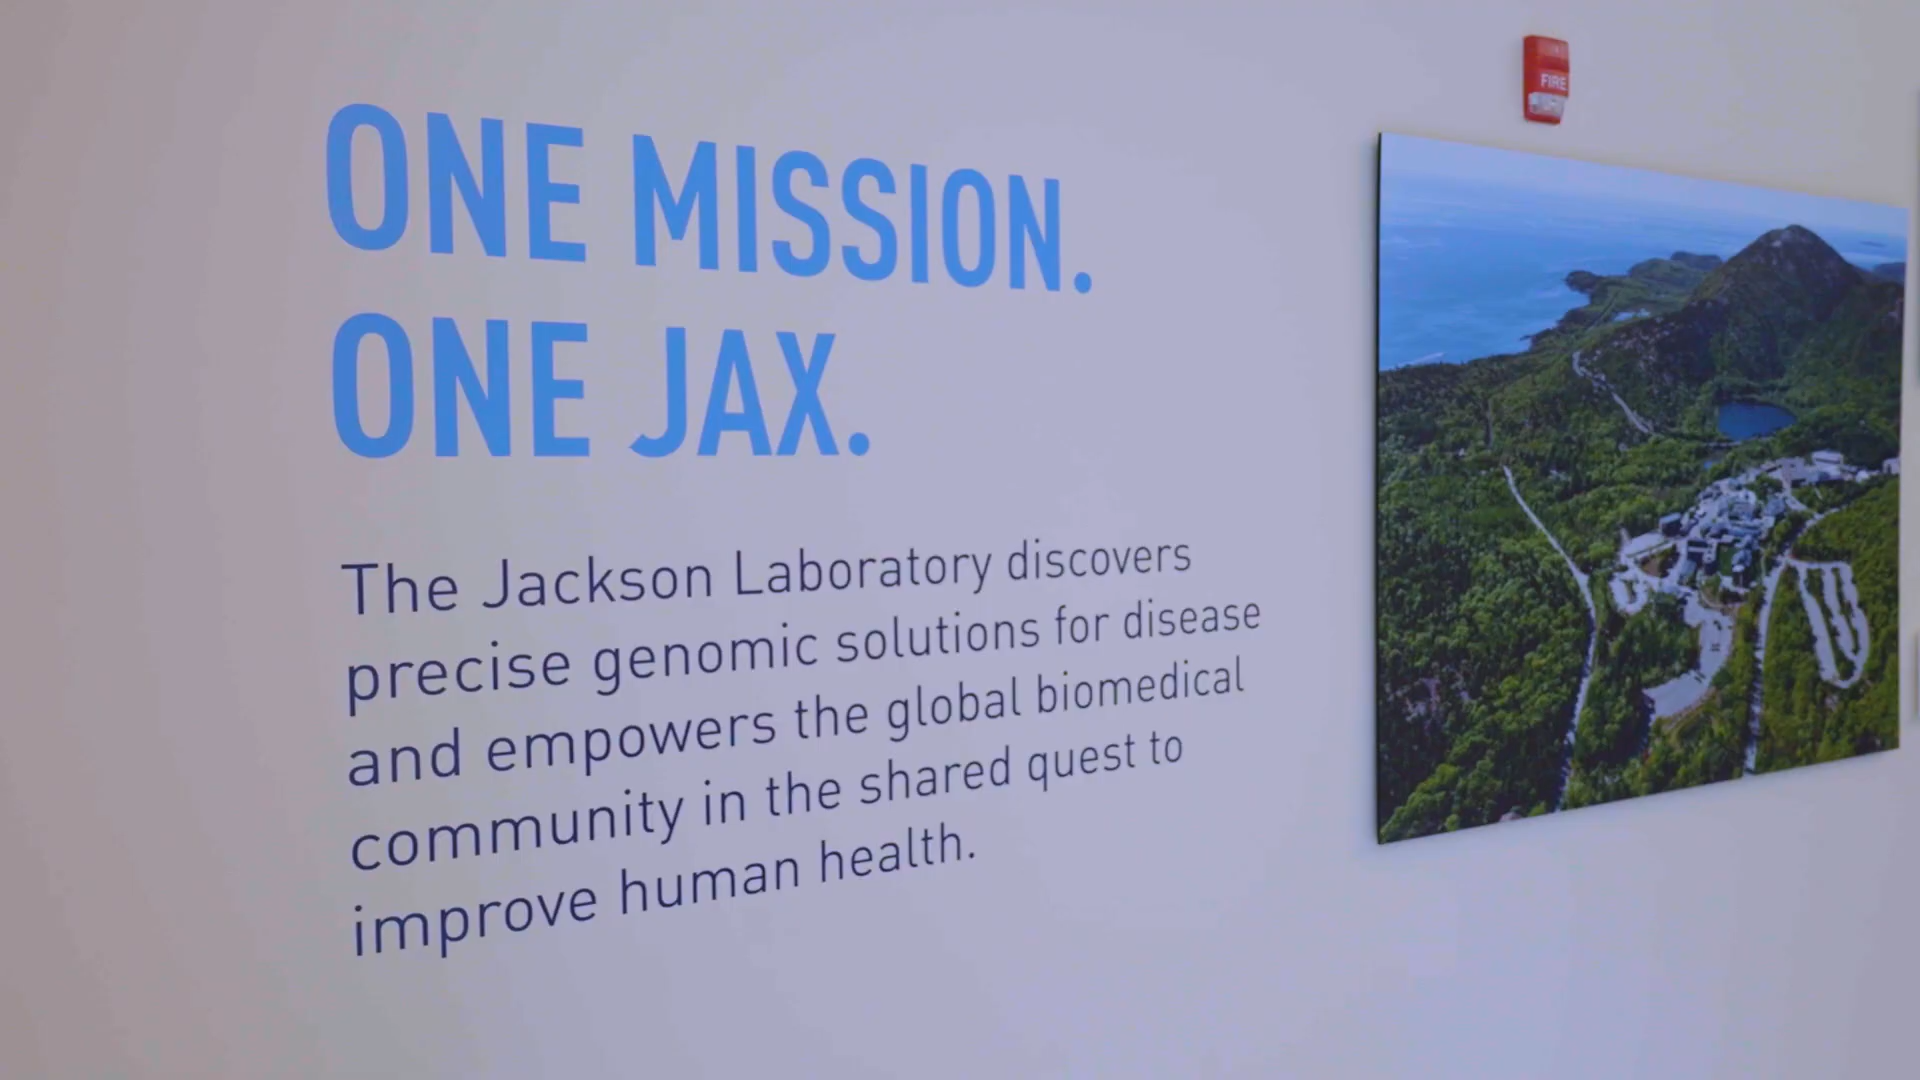 ONE MISSION.
ONE JAX.
The Jackson Laboratory discovers
precise genomic solutions for disease
and empowers the global biomedical
community in the shared quest to
improve human health.
FIRE